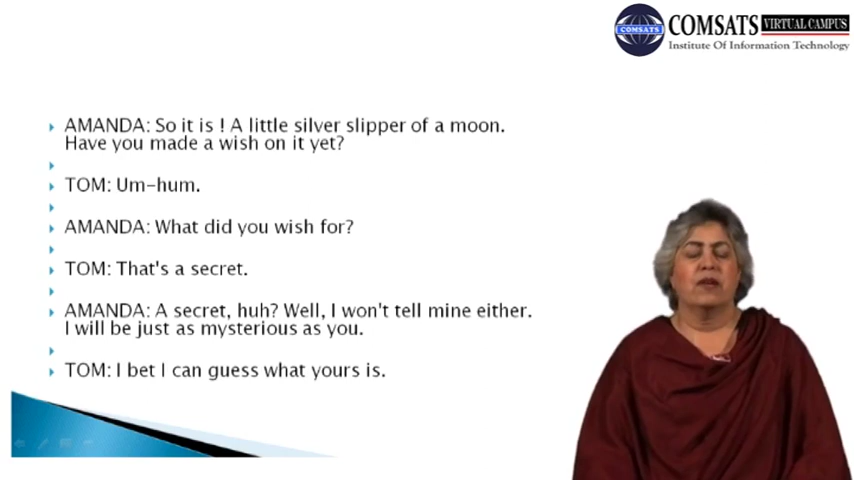 COMSATS
COMSATS VIRTUAL CAMPUS
Institute Of Information Technology
AMANDA: So it is ! A little silver slipper of a moon.
Have you made a wish on it yet?
TOM: Um-hum.
AMANDA: What did you wish for?
TOM: That's a secret.
AMANDA: A secret, huh? Well, I won't tell mine either.
I will be just as mysterious as you.
TOM: I bet I can guess what yours is.